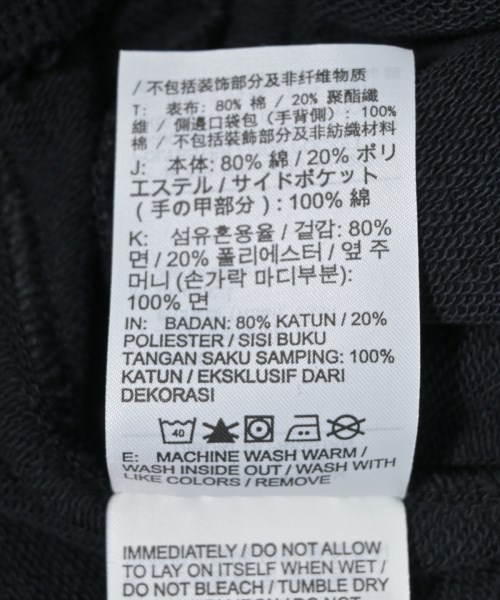 / 不包括装饰部分及非纤维物质
T: 表布: 80% 棉 / 20% 聚酯纖
維 / 側邊口袋包 (手背側): 100%
棉 / 不包括裝飾部分及非紡織材料
J: 本体: 80% 綿 / 20% ポリ
エステル / サイドポケット
( 手の甲部分 ) : 100% 綿
K: 섬유혼용율 / 겉감: 80%
면 / 20% 폴리에스터 / 옆 주
머니 (손가락 마디부분):
100% 면
IN: BADAN: 80% KATUN / 20%
POLIESTER / SISI BUKU
TANGAN SAKU SAMPING: 100%
KATUN / EKSKLUSIF DARI
DEKORASI
40
E: MACHINE WASH WARM /
WASH INSIDE OUT / WASH WITH
LIKE COLORS / REMOVE
IMMEDIATELY / DO NOT ALLOW
TO LAY ON ITSELF WHEN WET /
DO NOT BLEACH / TUMBLE DRY